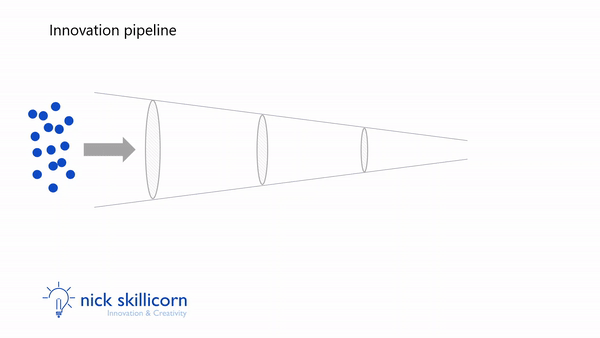 Innovation pipeline
nick skillicorn
Innovation & Creativity